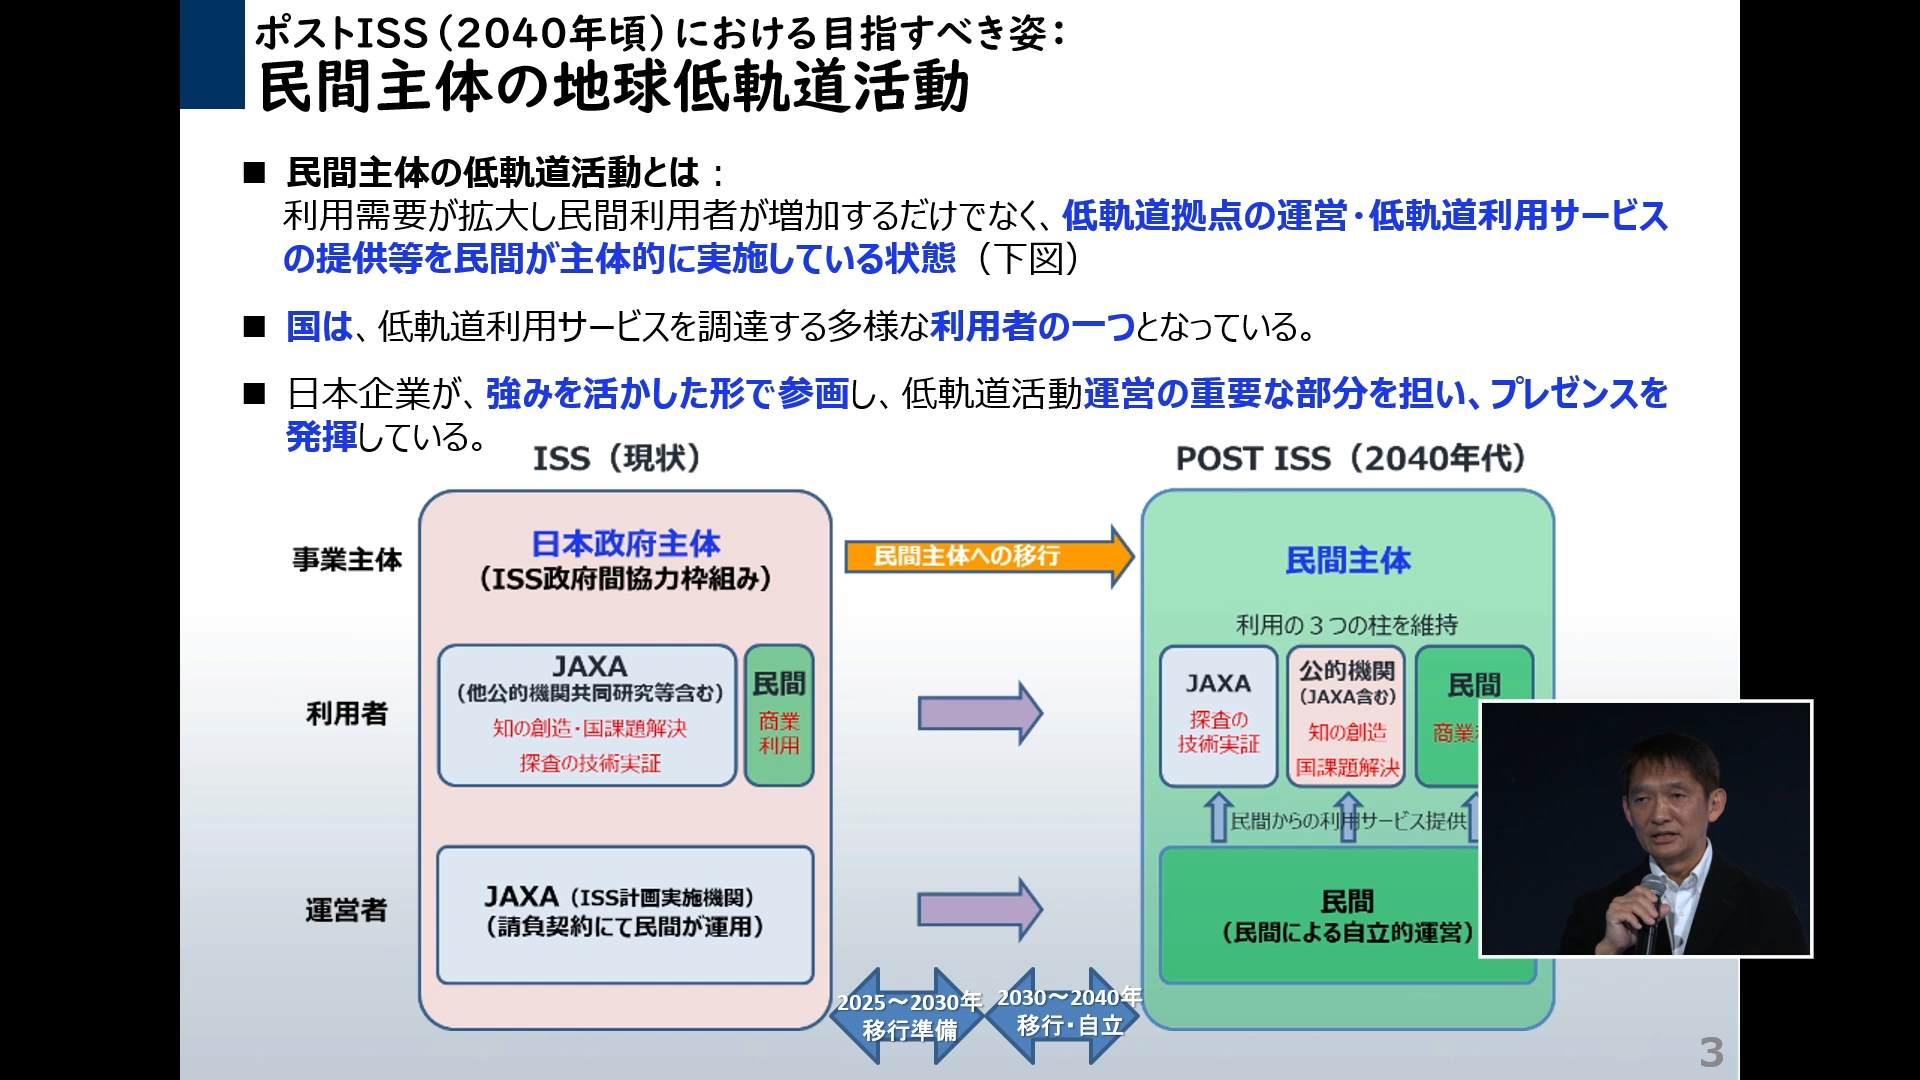 ポストISS（2040年頃）における目指すべき姿：
民間主体の地球低軌道活動
■ 民間主体の低軌道活動とは：
利用需要が拡大し民間利用者が増加するだけでなく、低軌道拠点の運営・低軌道利用サービス
の提供等を民間が主体的に実施している状態（下図）
■ 国は、低軌道利用サービスを調達する多様な利用者の一つとなっている。
■ 日本企業が、強みを活かした形で参画し、低軌道活動運営の重要な部分を担い、プレゼンスを
発揮している。
ISS（現状）
POST ISS（2040年代）
事業主体
日本政府主体
（ISS政府間協力枠組み）
民間主体への移行
民間主体
利用の３つの柱を維持
利用者
JAXA
（他公的機関共同研究等含む）
知の創造・国課題解決
探査の技術実証
民間
商業
利用
JAXA
探査の
技術実証
公的機関
（JAXA含む）
知の創造
国課題解決
民間
商業
民間からの利用サービス提供
運営者
JAXA（ISS計画実施機関）
（請負契約にて民間が運用）
民間
（民間による自立的運営）
2025～2030年
移行準備
2030～2040年
移行・自立
3